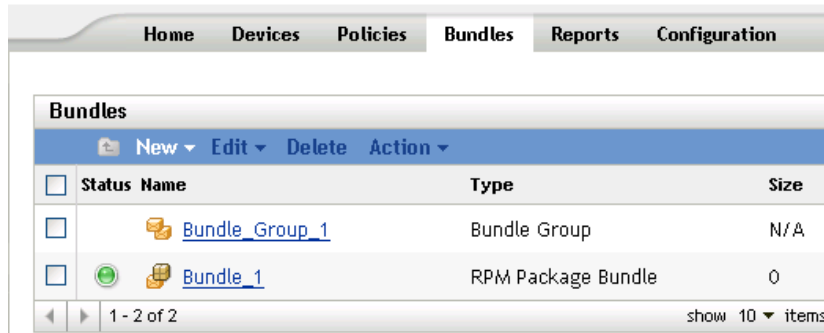 Home Devices Policies Bundles Reports Configuration
Bundles
New Edit Delete Action
Status Name Type Size
Bundle_Group_1 Bundle Group N/A
Bundle_1 RPM Package Bundle 0
1 - 2 of 2 show 10 items